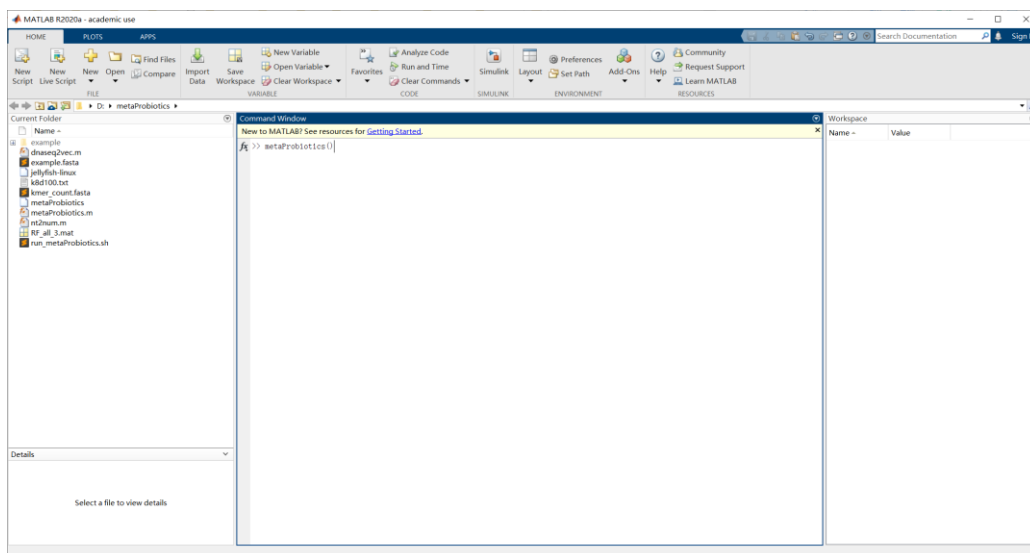 MATLAB R2020a - academic use
HOME PLOTS APPS
Search Documentation
Sign
New Script
New Live Script
New
Open
Find Files
Compare
Import Data
Save Workspace
New Variable
Open Variable
Clear Workspace
Favorites
Analyze Code
Run and Time
Clear Commands
Simulink
Layout
Preferences
Set Path
Add-Ons
Help
Community
Request Support
Learn MATLAB
FILE VARIABLE CODE SIMULINK ENVIRONMENT RESOURCES
D: metaProbiotics
Current Folder
Name
example
dnaseq2vec.m
example.fasta
jellyfish-linux
k8d100.txt
kmer_count.fasta
metaProbiotics
metaProbiotics.m
nt2num.m
RF_all_3.mat
run_metaProbiotics.sh
Details
Select a file to view details
Command Window
New to MATLAB? See resources for Getting Started.
fx >> metaProbiotics()
Workspace
Name Value